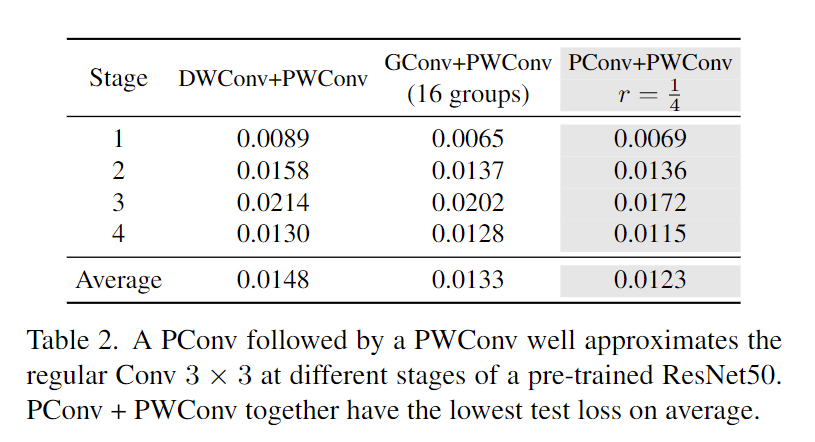 Stage DWConv+PWConv GConv+PWConv (16 groups) PConv+PWConv r = 1/4
1 0.0089 0.0065 0.0069
2 0.0158 0.0137 0.0136
3 0.0214 0.0202 0.0172
4 0.0130 0.0128 0.0115
Average 0.0148 0.0133 0.0123
Table 2. A PConv followed by a PWConv well approximates the
regular Conv 3 × 3 at different stages of a pre-trained ResNet50.
PConv + PWConv together have the lowest test loss on average.